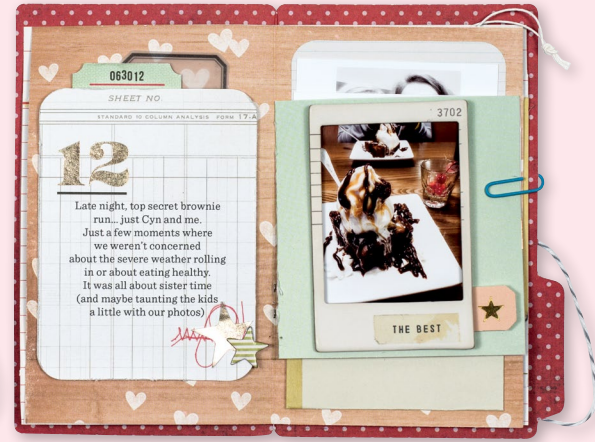 063012
SHEET NO.
STANDARD 10 COLUMN ANALYSIS FORM 17-A
12
Late night, top secret brownie
run... just Cyn and me.
Just a few moments where
we weren't concerned
about the severe weather rolling
in or about eating healthy.
It was all about sister time
(and maybe taunting the kids
a little with our photos)
3702
THE BEST